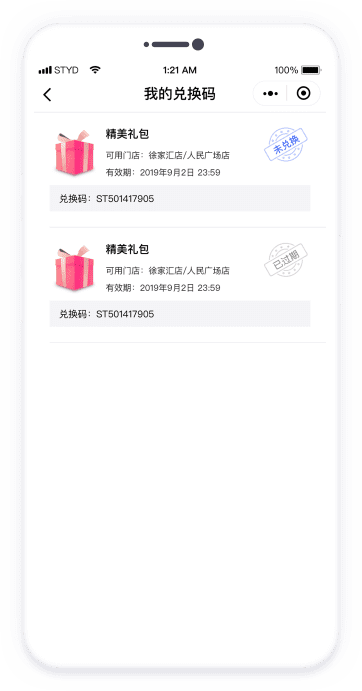 STYD 1:21 AM 100%
我的兑换码
精美礼包
未兑换
可用门店：徐家汇店/人民广场店
有效期：2019年9月2日 23:59
兑换码：ST501417905
精美礼包
已过期
可用门店：徐家汇店/人民广场店
有效期：2019年9月2日 23:59
兑换码：ST501417905